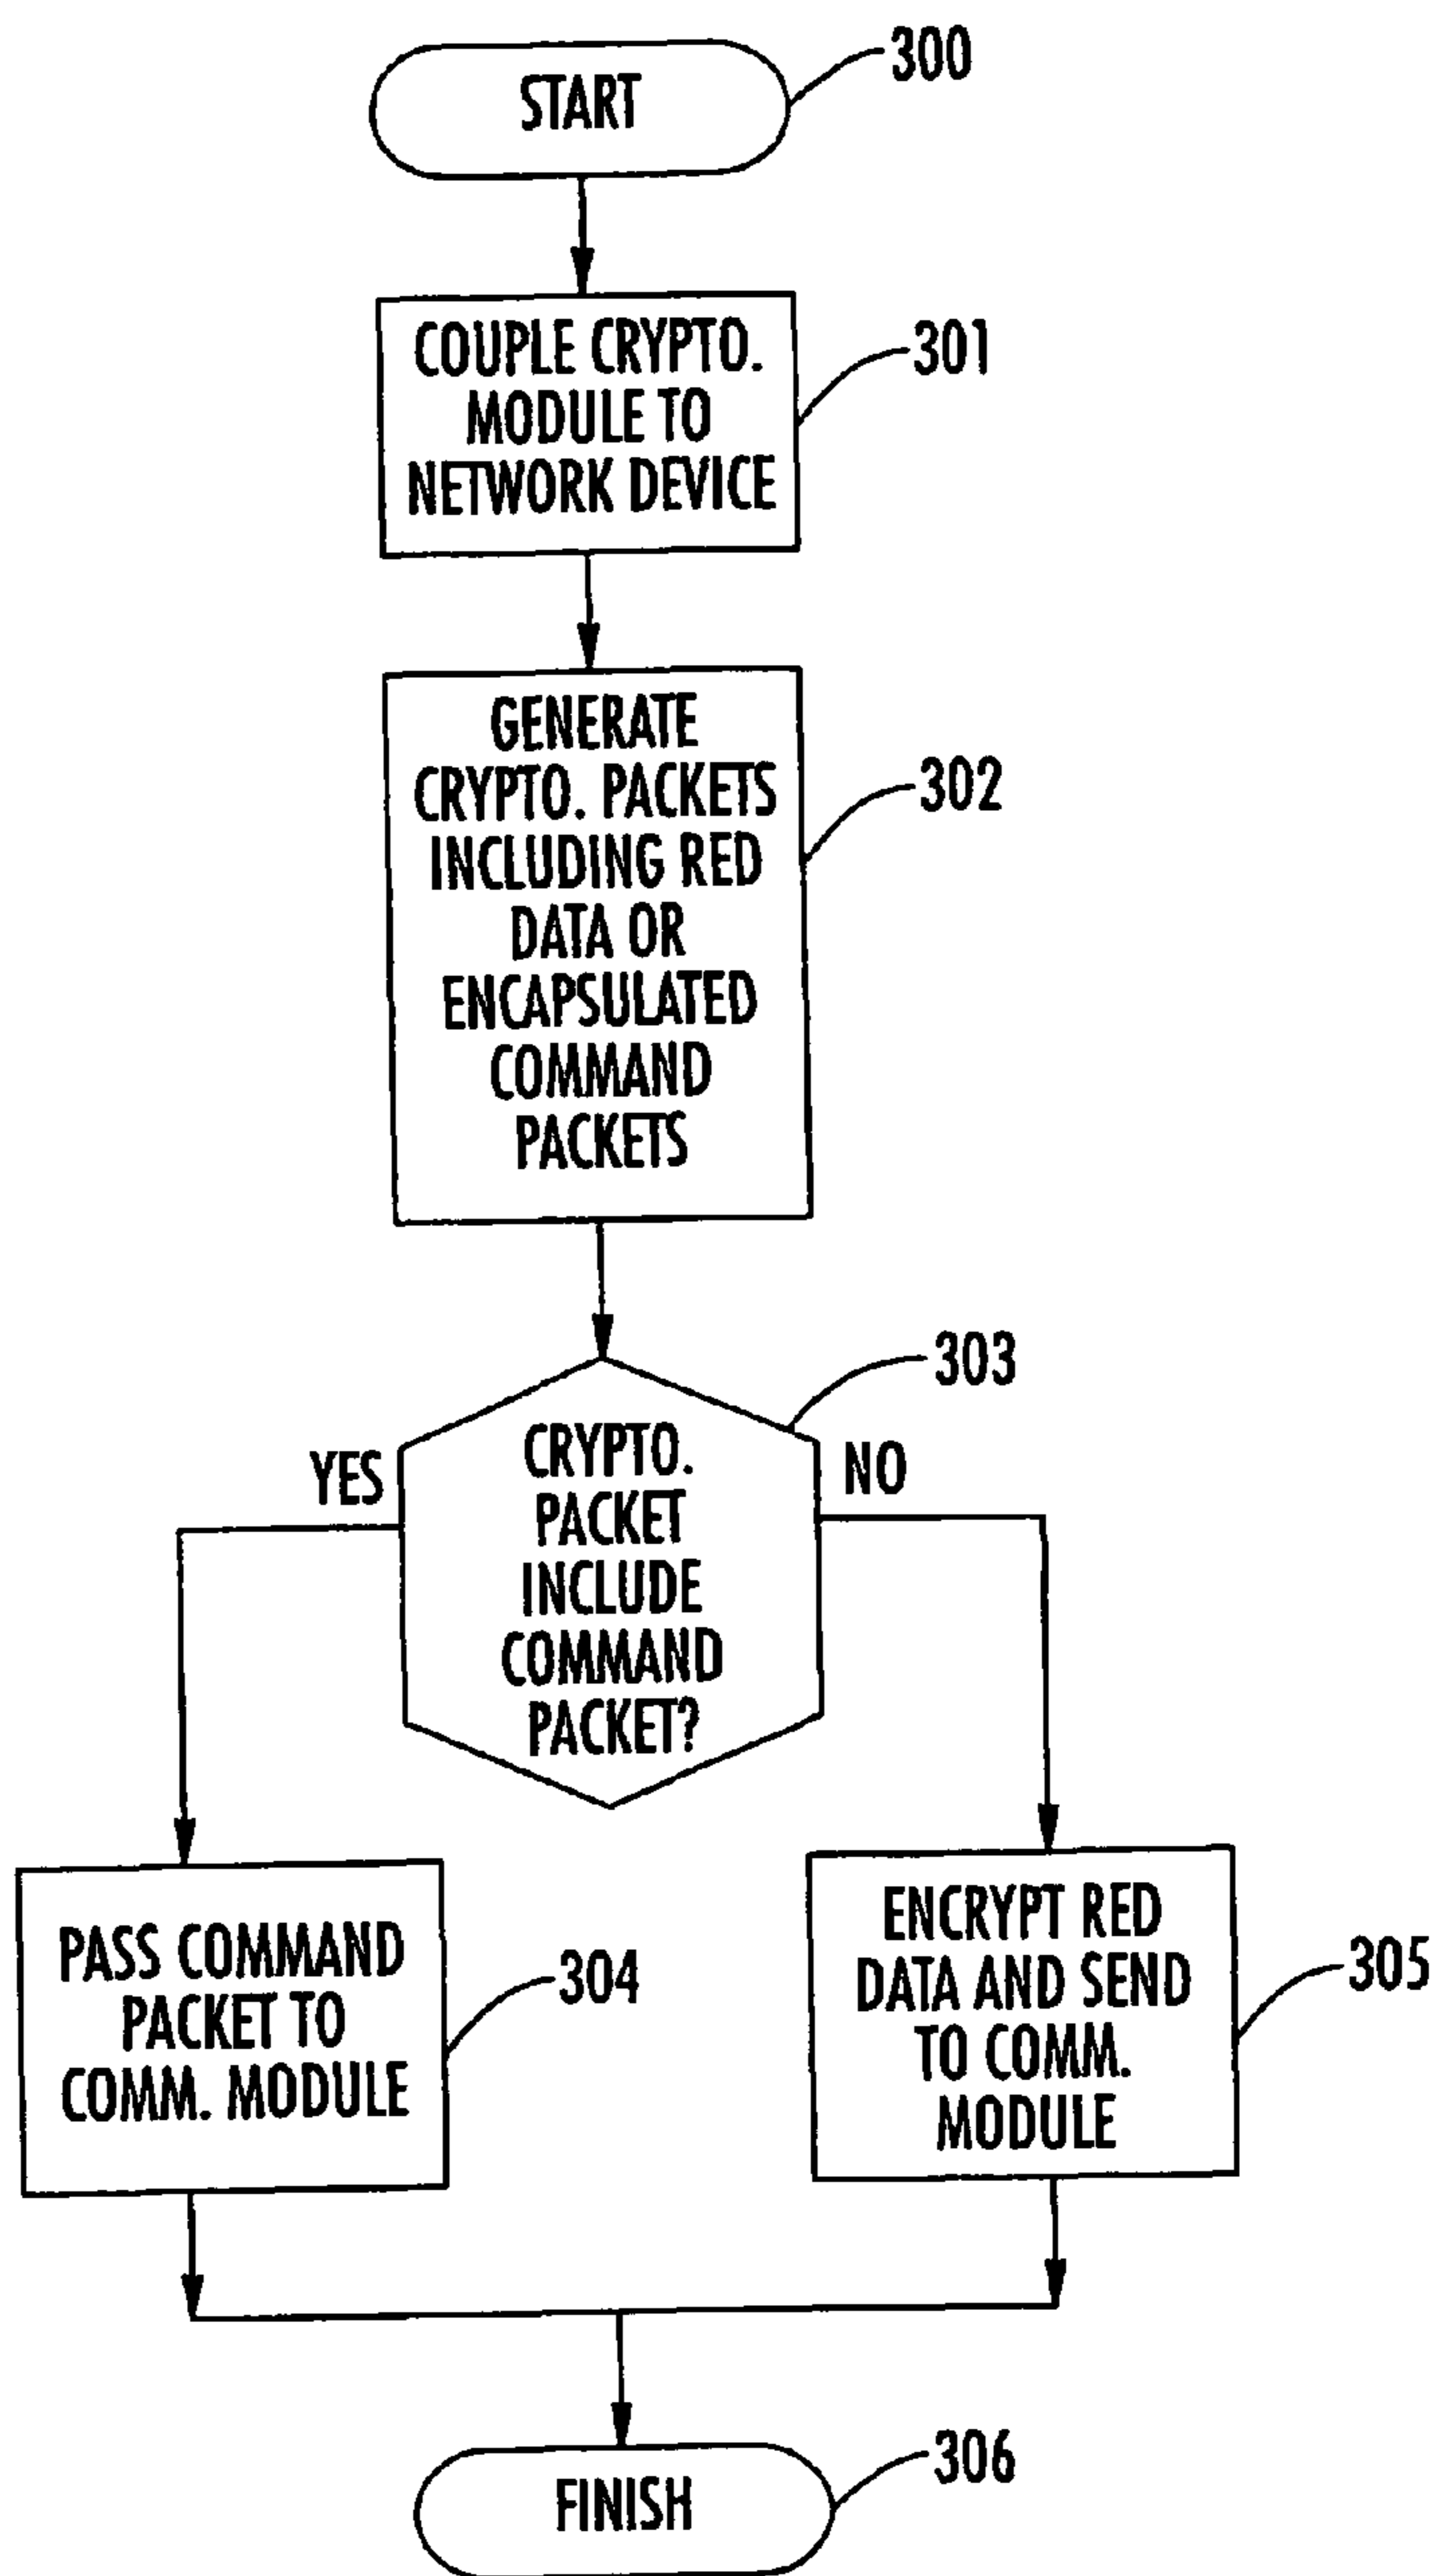 START
300
COUPLE CRYPTO.
MODULE TO
NETWORK DEVICE
301
GENERATE
CRYPTO. PACKETS
INCLUDING RED
DATA OR
ENCAPSULATED
COMMAND
PACKETS
302
303
YES
CRYPTO.
PACKET
INCLUDE
COMMAND
PACKET?
NO
PASS COMMAND
PACKET TO
COMM. MODULE
304
ENCRYPT RED
DATA AND SEND
TO COMM.
MODULE
305
FINISH
306